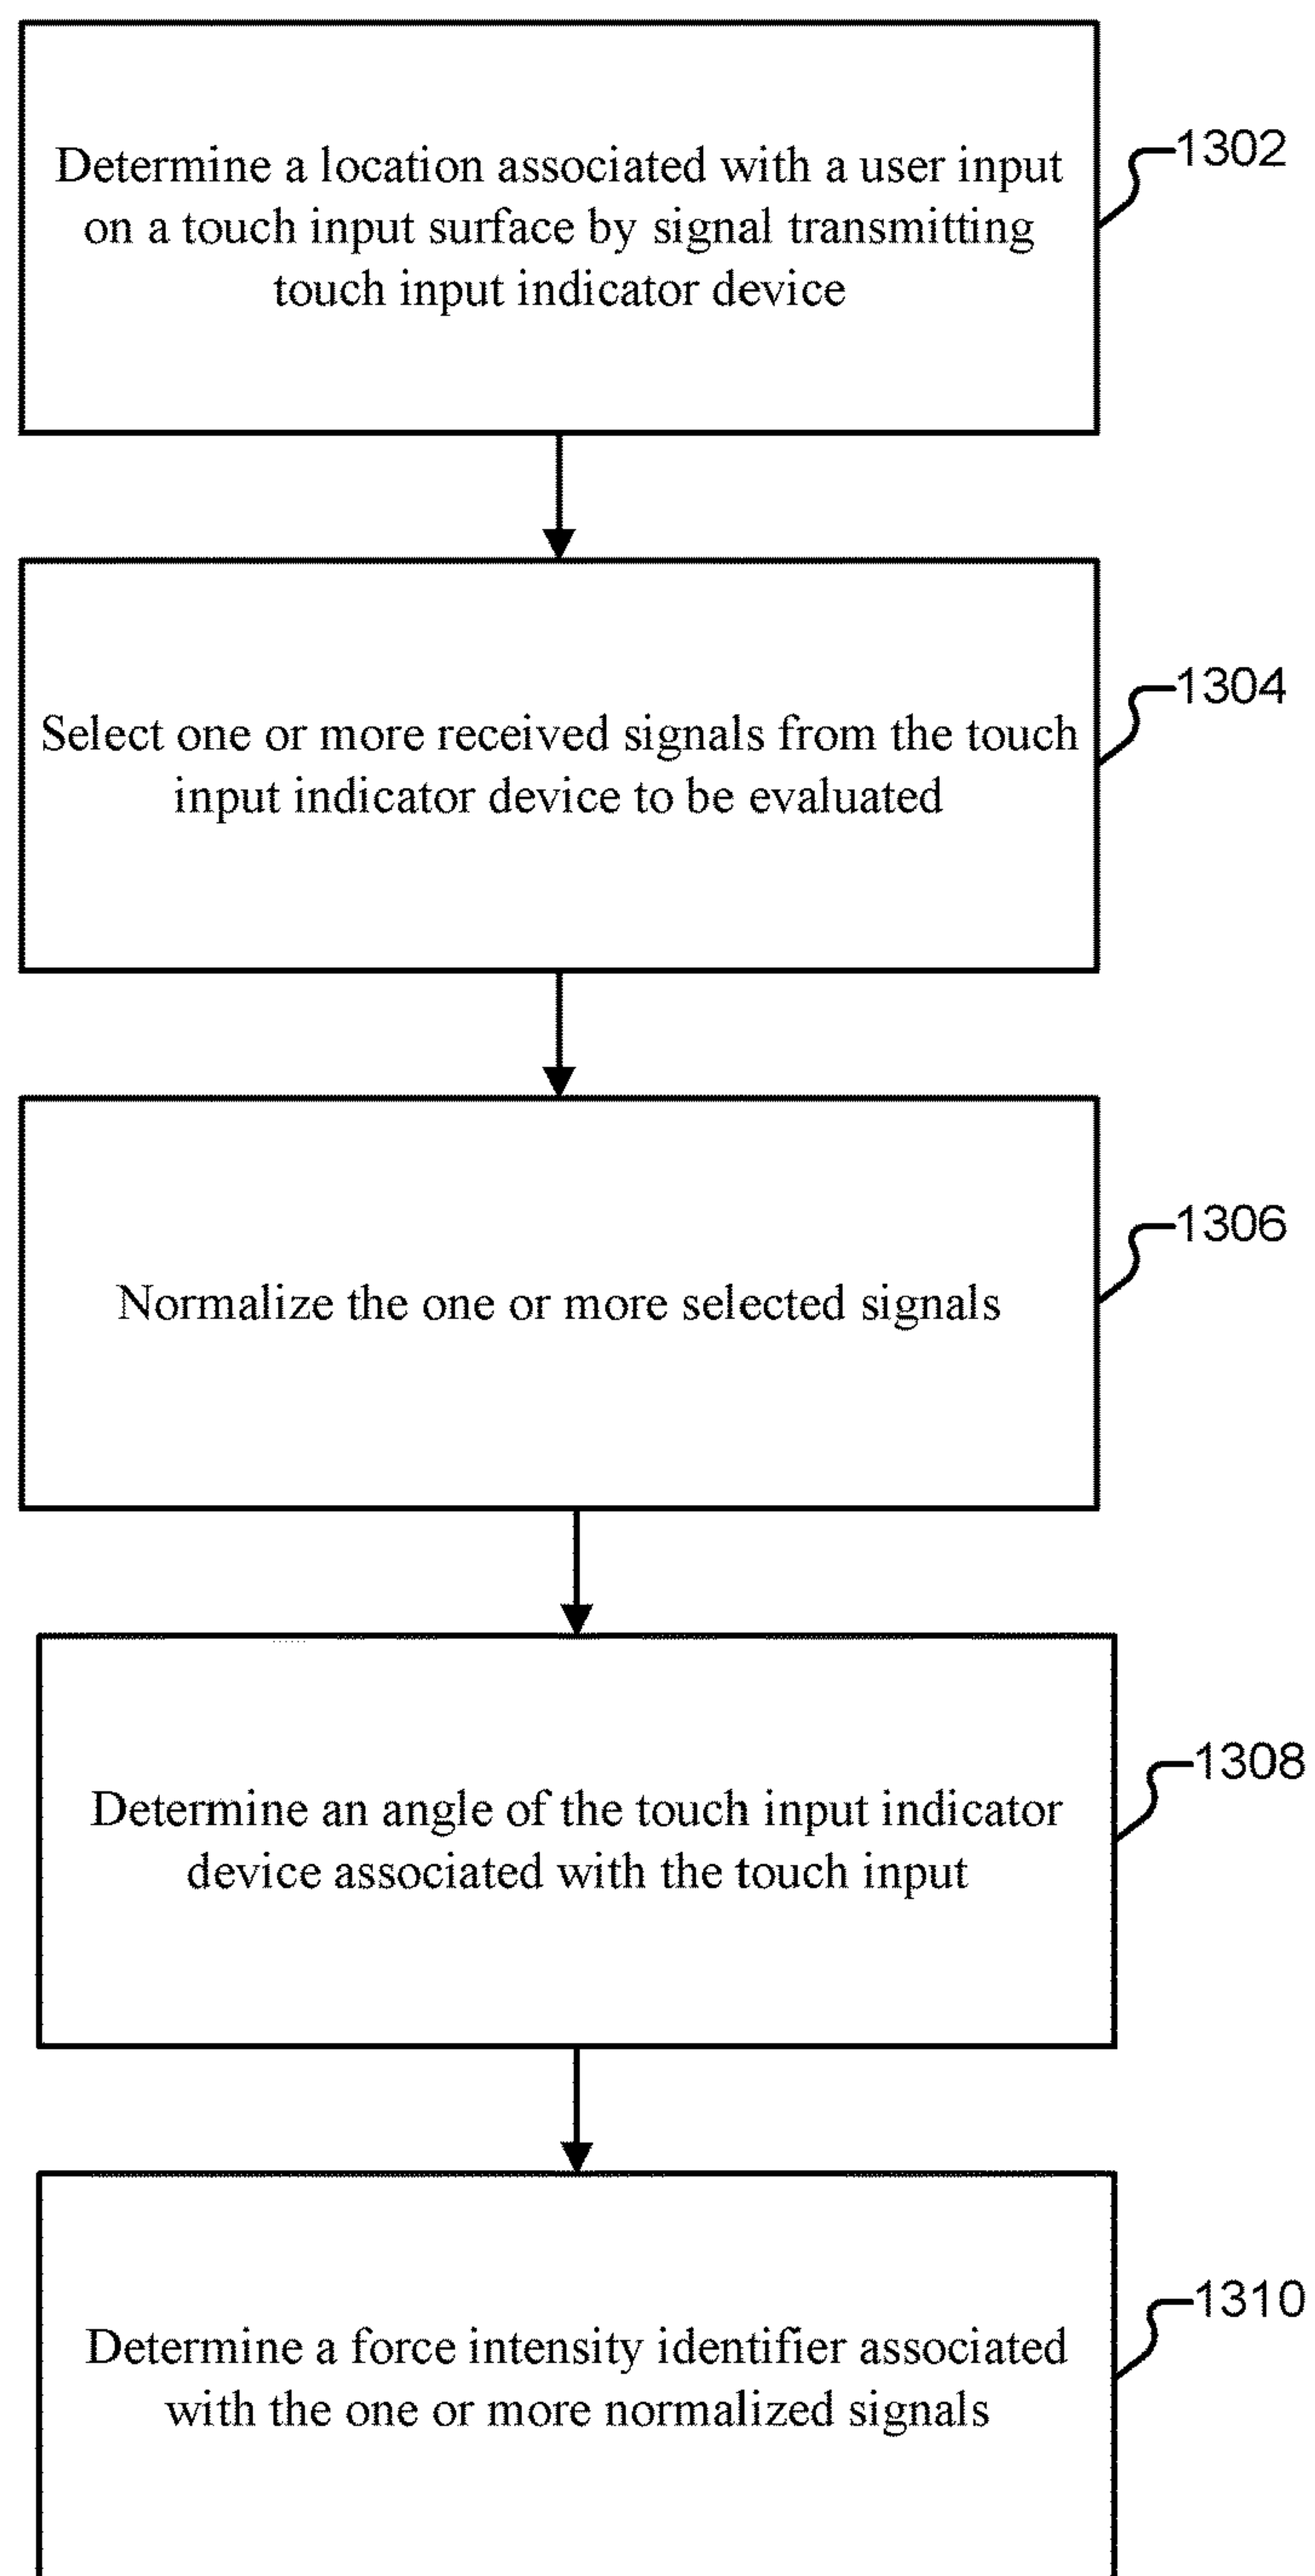 Determine a location associated with a user input
on a touch input surface by signal transmitting
touch input indicator device
1302
Select one or more received signals from the touch
input indicator device to be evaluated
1304
Normalize the one or more selected signals
1306
Determine an angle of the touch input indicator
device associated with the touch input
1308
Determine a force intensity identifier associated
with the one or more normalized signals
1310